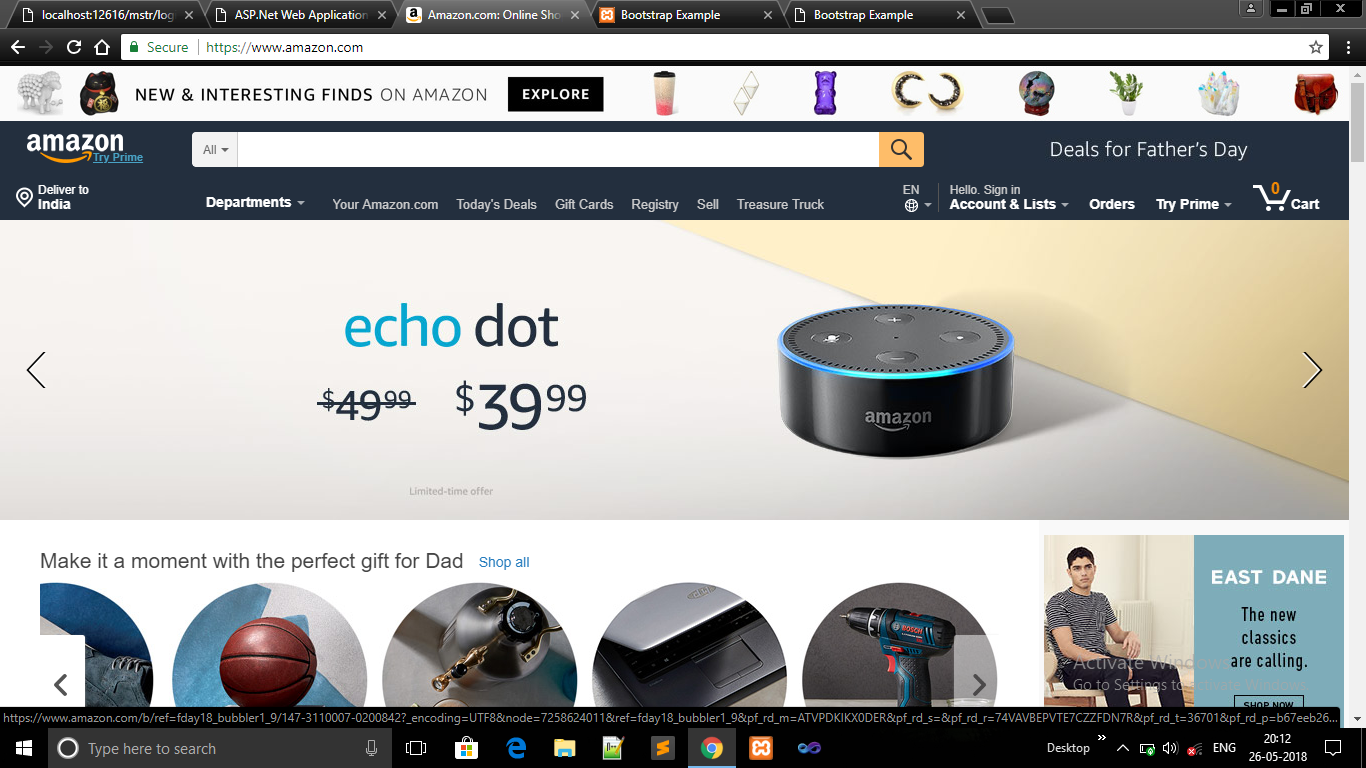 localhost:12616/mstr/log
ASP.Net Web Application
Amazon.com: Online Sho
Bootstrap Example
Bootstrap Example
Secure https://www.amazon.com
NEW & INTERESTING FINDS ON AMAZON EXPLORE
amazon
Try Prime
All
Deals for Father's Day
Deliver to
India
Departments
Your Amazon.com Today's Deals Gift Cards Registry Sell Treasure Truck
EN
Hello. Sign in
Account & Lists
Orders
Try Prime
0
Cart
echo dot
$49.99 $39.99
amazon
Limited-time offer
Make it a moment with the perfect gift for Dad Shop all
BOSCH
EAST DANE
The new
classics
are calling.
SHOP NOW
Activate Windows
Go to Settings to activate Windows.
https://www.amazon.com/b/ref=fday18_bubbler1_9/147-3110007-0200842?_encoding=UTF8&node=7258624011&ref=fday18_bubbler1_9&pf_rd_m=ATVPDKIKX0DER&pf_rd_s=&pf_rd_r=74VAVBEPVTE7CZZFDN7R&pf_rd_t=36701&pf_rd_p=b67eeb26...
Type here to search
Desktop
ENG
20:12
26-05-2018